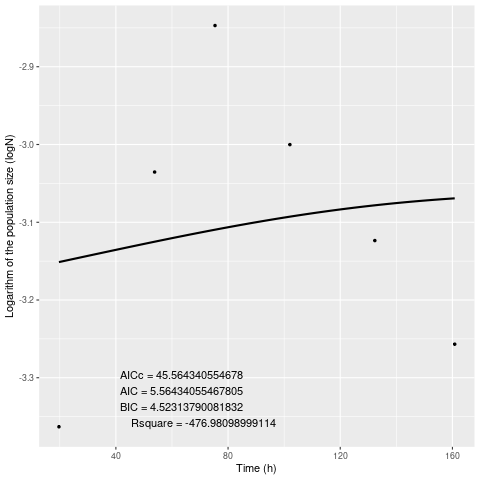 Logarithm of the population size (logN)
-2.9
-3.0
-3.1
-3.2
-3.3
AICc = 45.564340554678
AIC = 5.56434055467805
BIC = 4.52313790081832
Rsquare = -476.98098999114
40
80
120
160
Time (h)